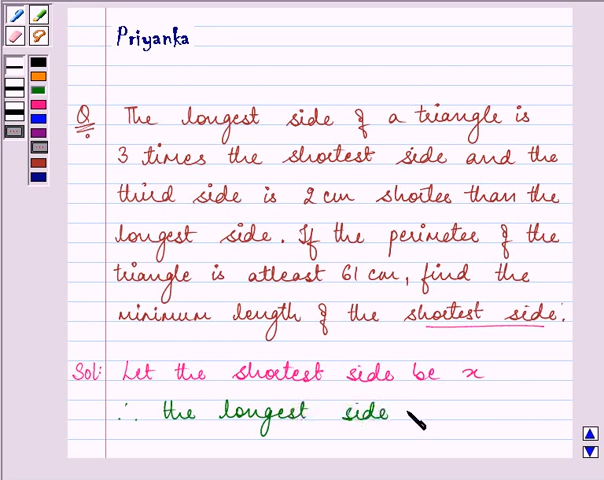 Priyanka
Q The longest side of a triangle is
3 times the shortest side and the
third side is 2 cm shorter than the
longest side. If the perimeter of the
triangle is atleast 61 cm, find the
minimum length of the shortest side.
Sol: Let the shortest side be x
∴ the longest side